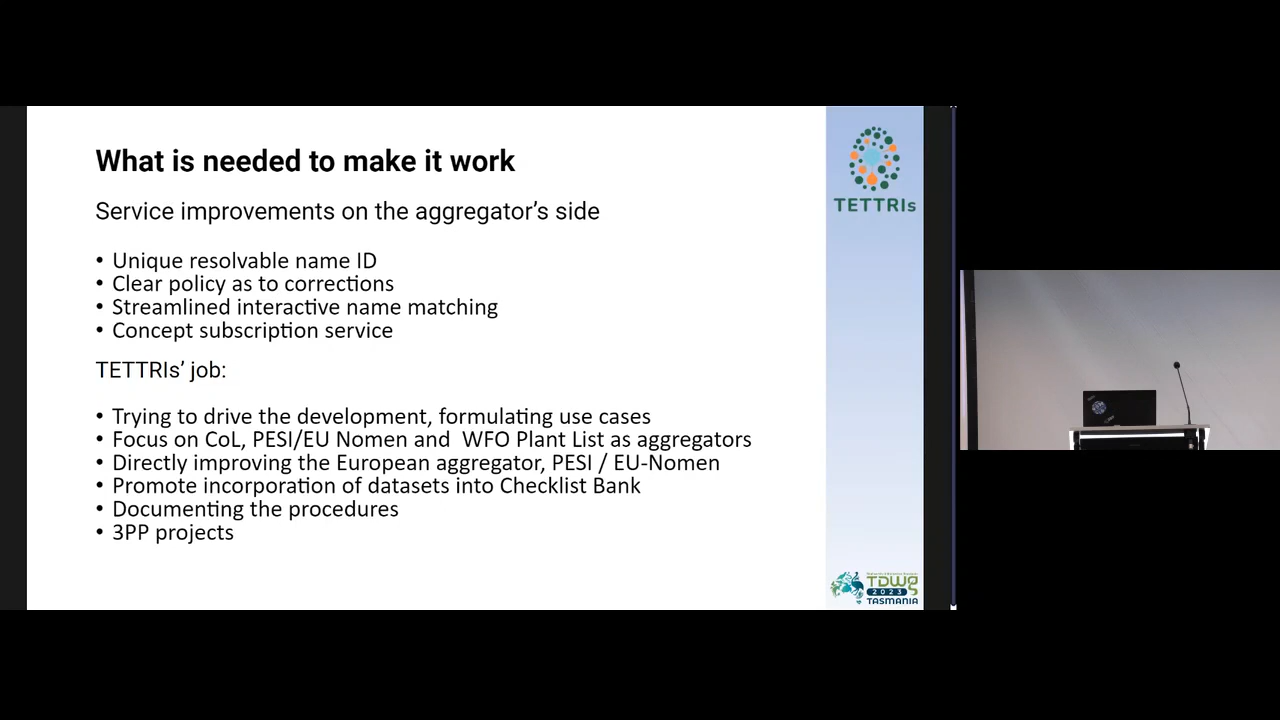 What is needed to make it work
Service improvements on the aggregator’s side
• Unique resolvable name ID
• Clear policy as to corrections
• Streamlined interactive name matching
• Concept subscription service
TETTRIs’ job:
• Trying to drive the development, formulating use cases
• Focus on CoL, PESI/EU Nomen and  WFO Plant List as aggregators
• Directly improving the European aggregator, PESI / EU-Nomen
• Promote incorporation of datasets into Checklist Bank
• Documenting the procedures
• 3PP projects
TETTRIs
TDWG
2023
TASMANIA